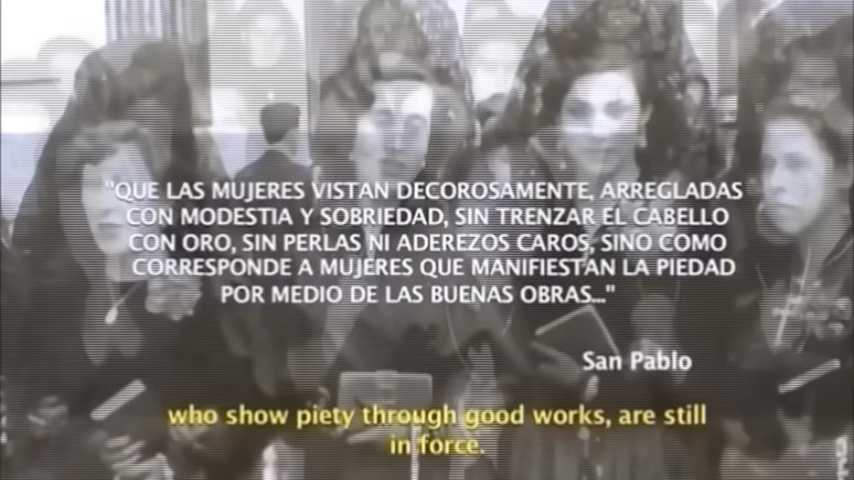 "QUE LAS MUJERES VISTAN DECOROSAMENTE, ARREGLADAS
CON MODESTIA Y SOBRIEDAD, SIN TRENZAR EL CABELLO
CON ORO, SIN PERLAS NI ADEREZOS CAROS, SINO COMO
CORRESPONDE A MUJERES QUE MANIFIESTAN LA PIEDAD
POR MEDIO DE LAS BUENAS OBRAS..."
San Pablo
who show piety through good works, are still
in force.